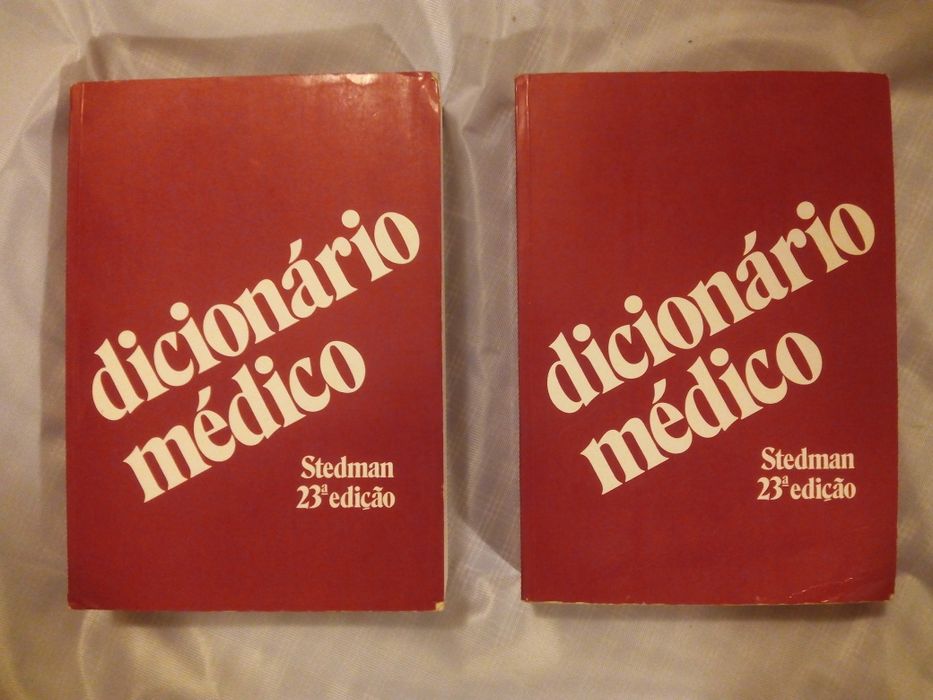 dicionário
médico
Stedman
23ª edição
dicionário
médico
Stedman
23ª edição